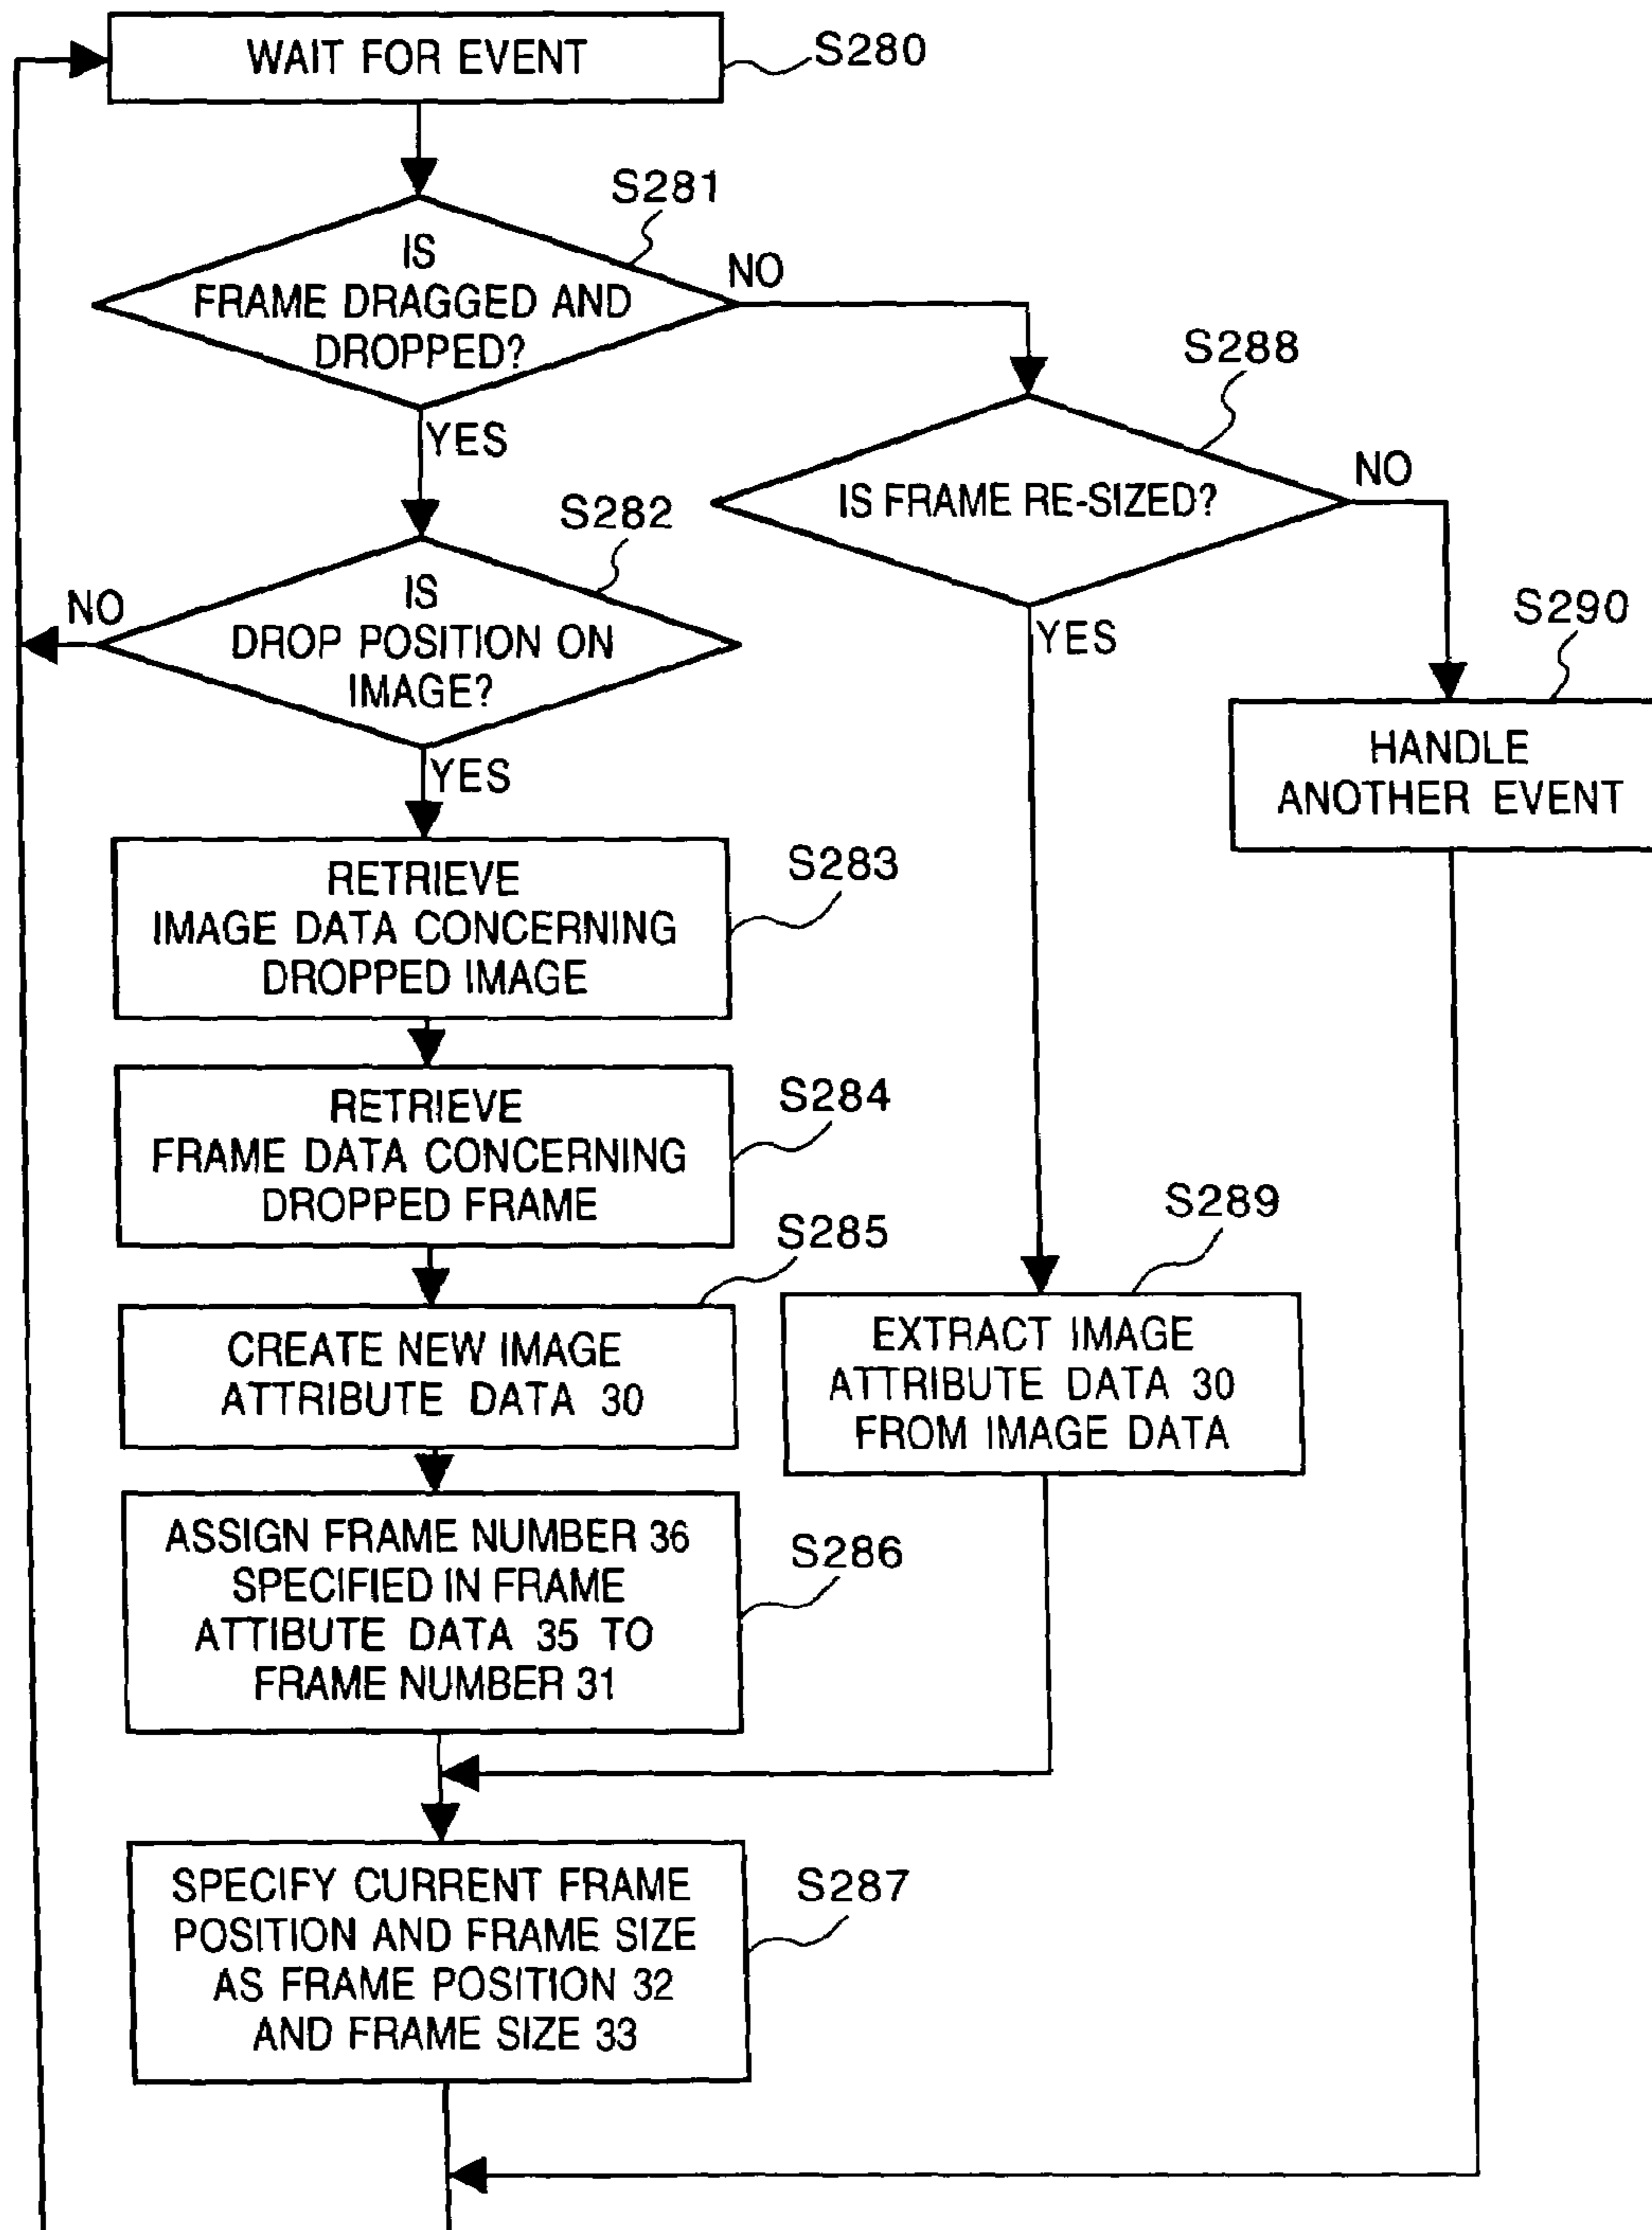 WAIT FOR EVENT
S280
S281
IS
FRAME DRAGGED AND
DROPPED?
NO
YES
S288
IS FRAME RE-SIZED?
NO
YES
S282
IS
DROP POSITION ON
IMAGE?
NO
YES
S290
HANDLE
ANOTHER EVENT
S283
RETRIEVE
IMAGE DATA CONCERNING
DROPPED IMAGE
S284
RETRIEVE
FRAME DATA CONCERNING
DROPPED FRAME
S285
CREATE NEW IMAGE
ATTRIBUTE DATA 30
S289
EXTRACT IMAGE
ATTRIBUTE DATA 30
FROM IMAGE DATA
ASSIGN FRAME NUMBER 36
SPECIFIED IN FRAME
ATTIBUTE DATA 35 TO
FRAME NUMBER 31
S286
SPECIFY CURRENT FRAME
POSITION AND FRAME SIZE
AS FRAME POSITION 32
AND FRAME SIZE 33
S287